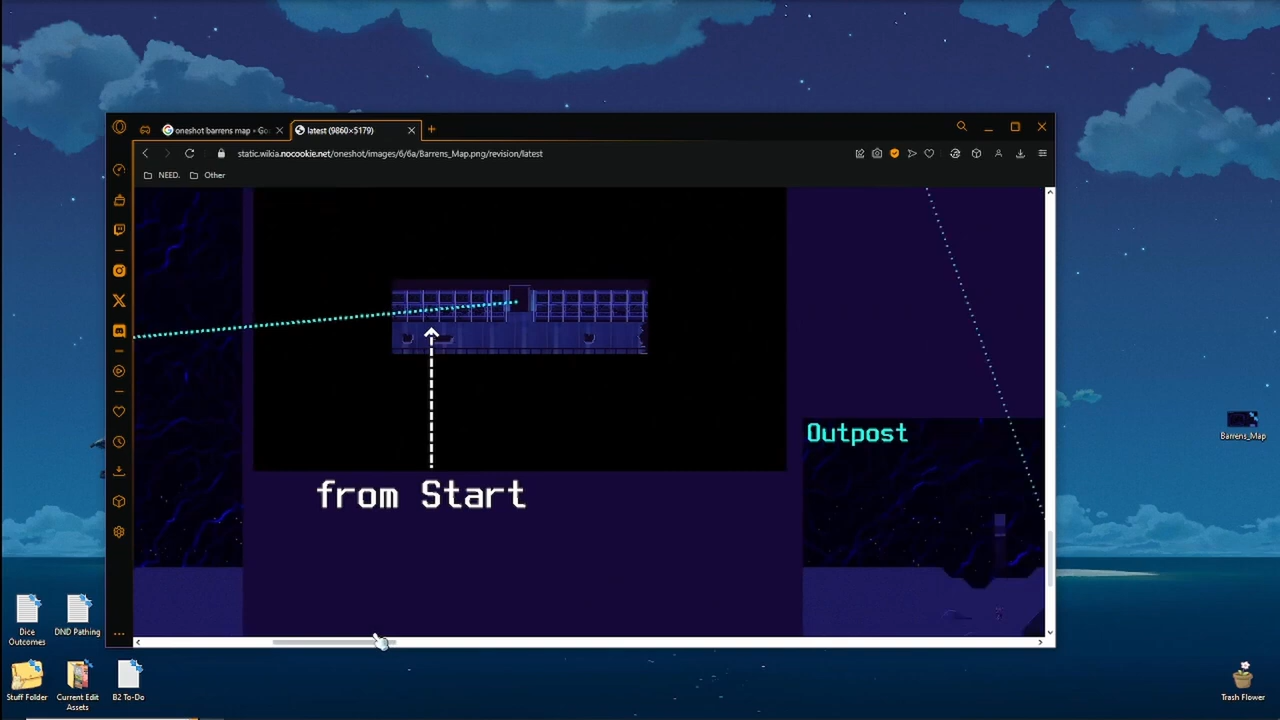 oneshot barrens map • Go
latest (9860×5179)
static.wikia.nocookie.net/oneshot/images/6/6a/Barrens_Map.png/revision/latest
NEED.
Other
Outpost
from Start
Barrens_Map
Dice Outcomes
DND Pathing
Stuff Folder
Current Edit Assets
B2 To-Do
Trash Flower